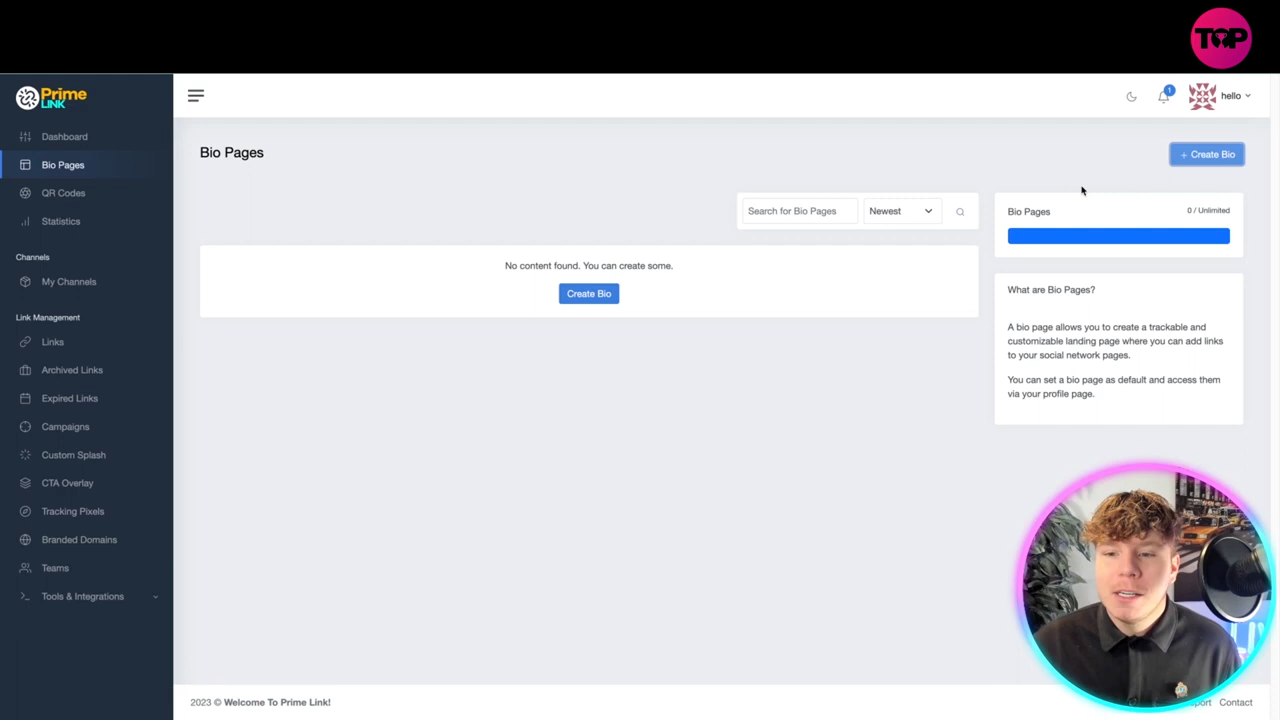 TOP
Prime
LINK
hello
1
Dashboard
Bio Pages
QR Codes
Statistics
Channels
My Channels
Link Management
Links
Archived Links
Expired Links
Campaigns
Custom Splash
CTA Overlay
Tracking Pixels
Branded Domains
Teams
Tools & Integrations
Bio Pages
+ Create Bio
Search for Bio Pages
Newest
No content found. You can create some.
Create Bio
Bio Pages
0 / Unlimited
What are Bio Pages?
A bio page allows you to create a trackable and
customizable landing page where you can add links
to your social network pages.
You can set a bio page as default and access them
via your profile page.
2023 © Welcome To Prime Link!
Contact